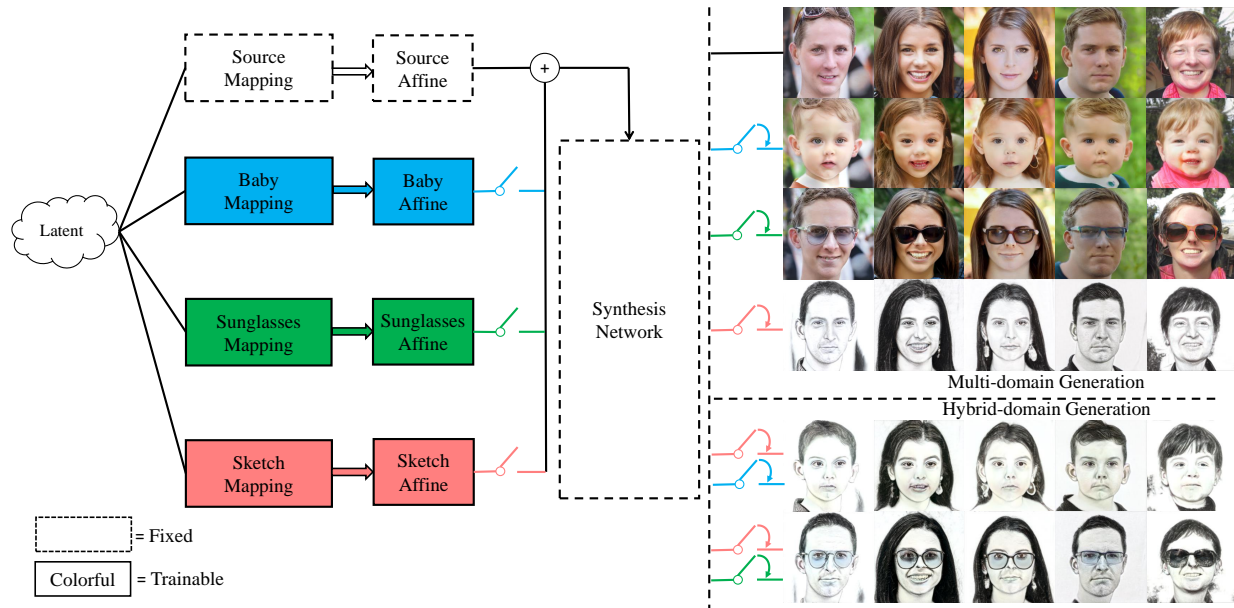 Source
Mapping
Source
Affine
+
Baby
Mapping
Baby
Affine
Latent
Sunglasses
Mapping
Sunglasses
Affine
Synthesis
Network
Sketch
Mapping
Sketch
Affine
= Fixed
Colorful
= Trainable
Multi-domain Generation
Hybrid-domain Generation